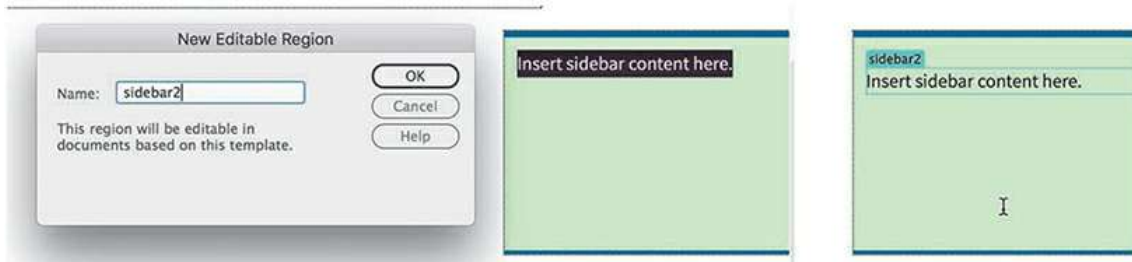 New Editable Region
Name: sidebar2
OK
Cancel
Help
This region will be editable in
documents based on this template.
Insert sidebar content here.
sidebar2
Insert sidebar content here.